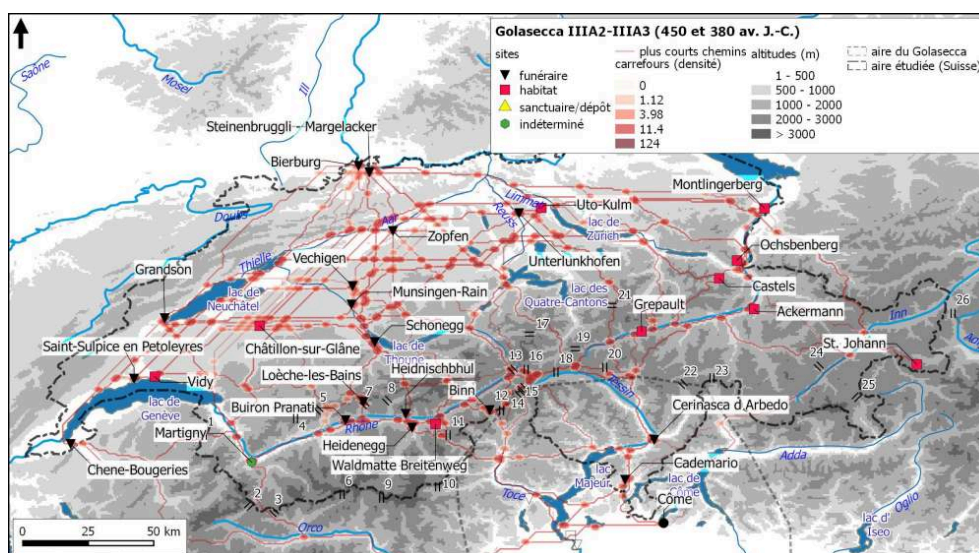 Golasecca IIIA2-IIIA3 (450 et 380 av. J.-C.)
sites
funéraire
habitat
sanctuaire/dépôt
indéterminé
plus courts chemins
carrefours (densité)
0
1.12
3.98
11.4
124
altitudes (m)
1 - 500
500 - 1000
1000 - 2000
2000 - 3000
> 3000
aire du Golasecca
aire étudiée (Suisse)
Saône
Mosel
Ill
Steinenbruggli - Margelacker
Bierburg
Doubs
Aar
Zopfen
Limmat
Reuss
Uto-Kulm
lac de
Zurich
Montlingerberg
Unterlunkhofen
Ochsbenberg
Castels
Ackermann
Grandson
Thielle
lac de
Neuchâtel
Vechigen
Munsingen-Rain
lac des
Quatre-Cantons
Grepault
Inn
26
St. Johann
Schonegg
lac de
Thoune
Châtillon-sur-Glâne
Saint-Sulpice en Petoleyres
Vidy
lac de
Genève
Loèche-les-Bains
Heidnischbhul
Buiron Pranati
Binn
Rhône
Martigny
Heidenegg
Waldmatte Breitenweg
Chene-Bougeries
Tessin
Cerinasca d Arbedo
lac
Majeur
Cademario
lac de
Côme
Côme
Adda
Oglio
lac d'
Iseo
Toce
Orco
1
2
3
4
5
6
7
8
9
10
11
12
13
14
15
16
17
18
19
20
21
22
23
24
25
0 25 50 km